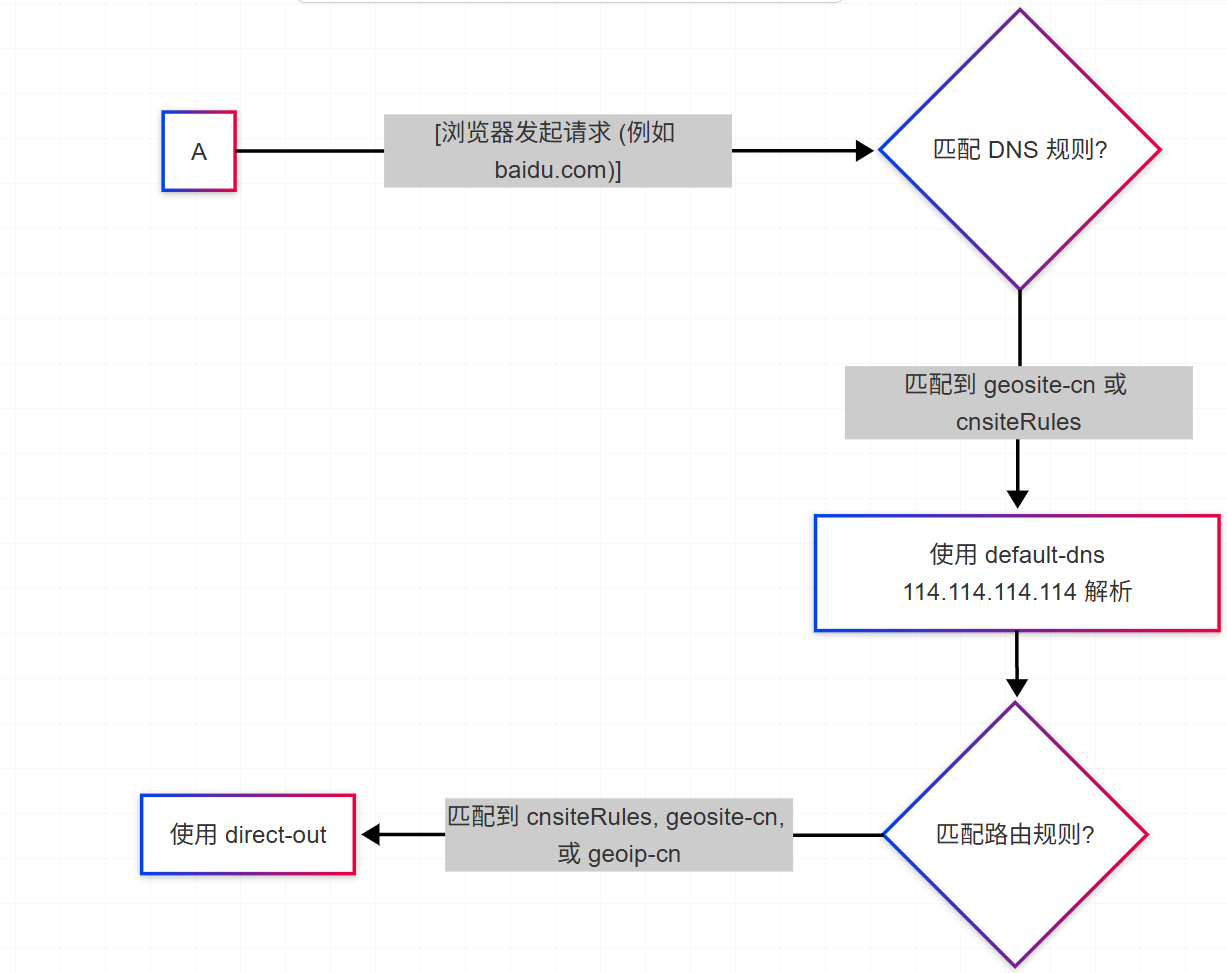 A
[浏览器发起请求 (例如
baidu.com)]
匹配 DNS 规则?
匹配到 geosite-cn 或
cnsiteRules
使用 default-dns
114.114.114.114 解析
匹配路由规则?
匹配到 cnsiteRules, geosite-cn,
或 geoip-cn
使用 direct-out